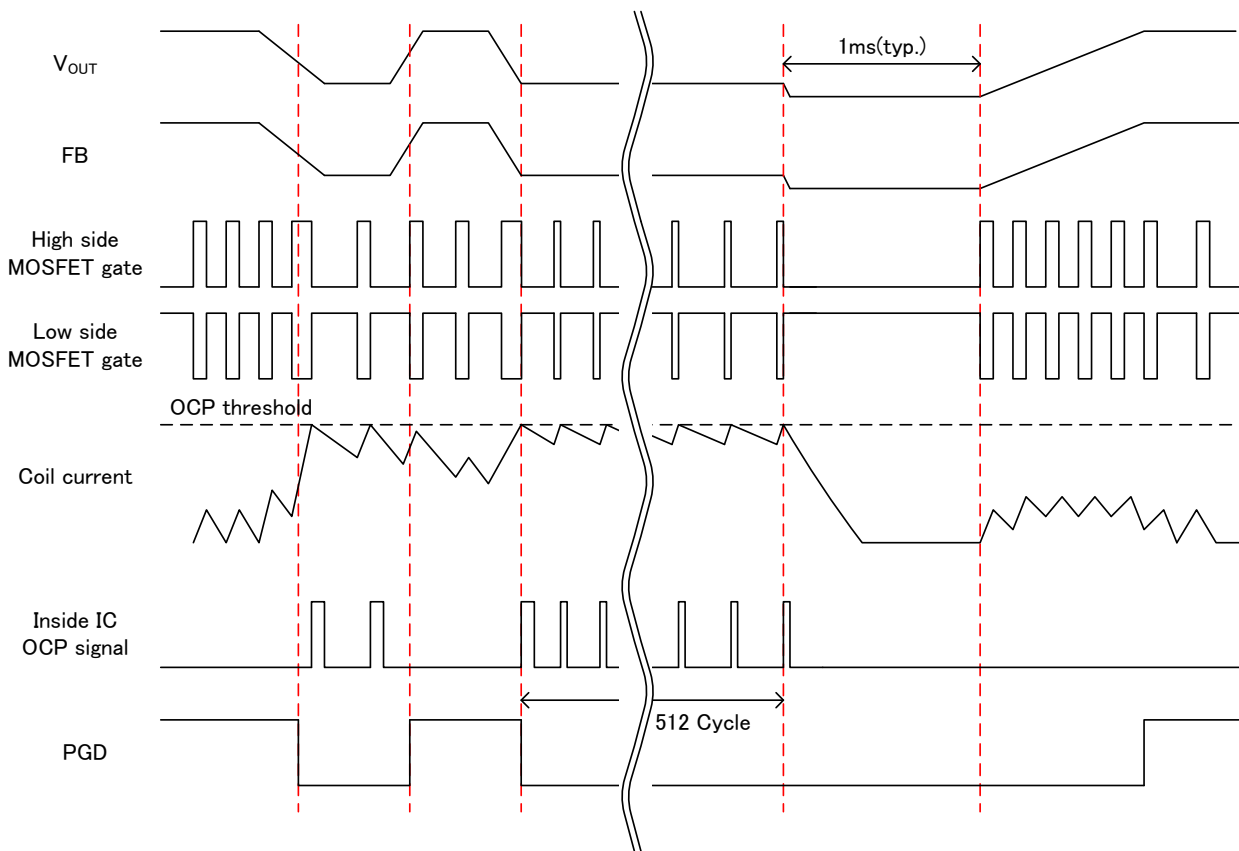 V_OUT
1ms(typ.)
FB
High side
MOSFET gate
Low side
MOSFET gate
OCP threshold
Coil current
Inside IC
OCP signal
512 Cycle
PGD